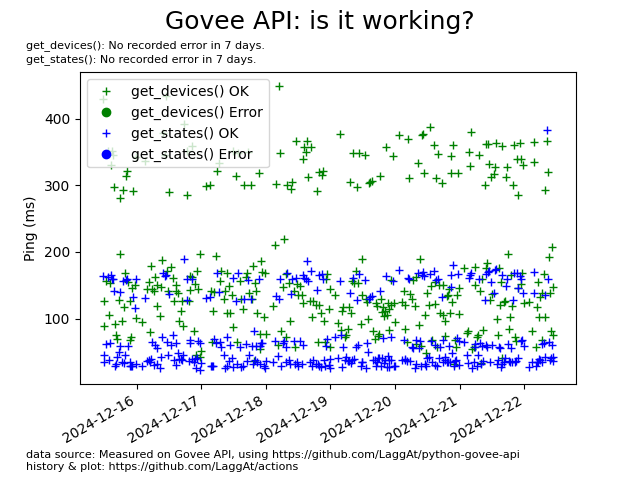 Govee API: is it working?
get_devices(): No recorded error in 7 days.
get_states(): No recorded error in 7 days.
get_devices() OK
get_devices() Error
get_states() OK
get_states() Error
Ping (ms)
400
300
200
100
2024-12-16
2024-12-17
2024-12-18
2024-12-19
2024-12-20
2024-12-21
2024-12-22
data source: Measured on Govee API, using https://github.com/LaggAt/python-govee-api
history & plot: https://github.com/LaggAt/actions